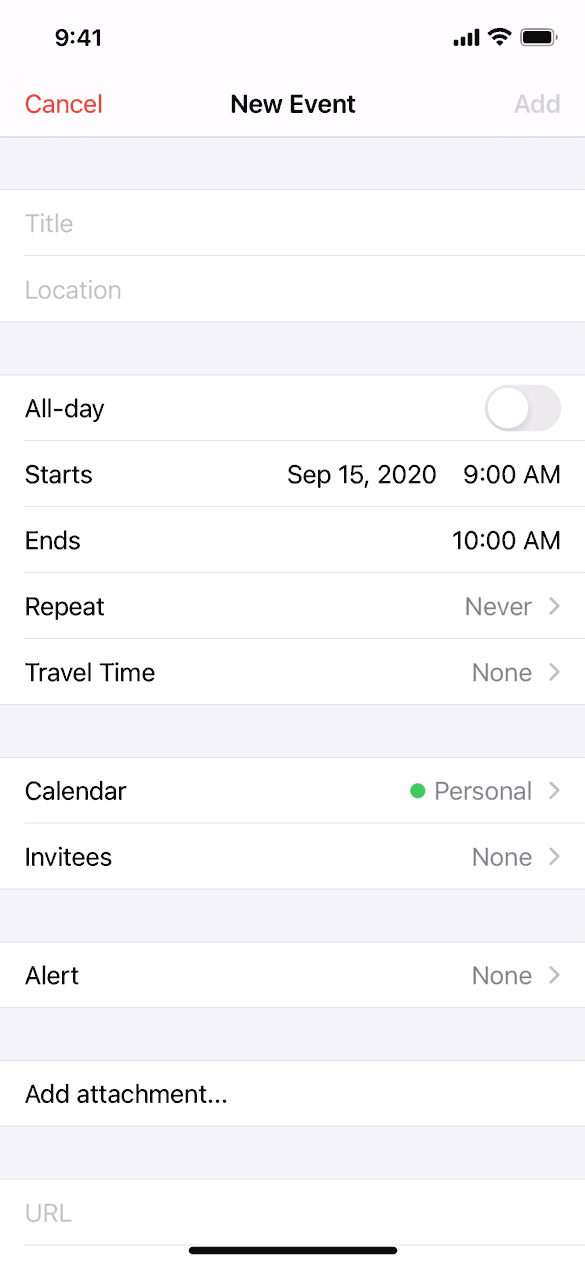 9:41
Cancel New Event Add
Title
Location
All-day
Starts Sep 15, 2020 9:00 AM
Ends 10:00 AM
Repeat Never
Travel Time None
Calendar Personal
Invitees None
Alert None
Add attachment...
URL